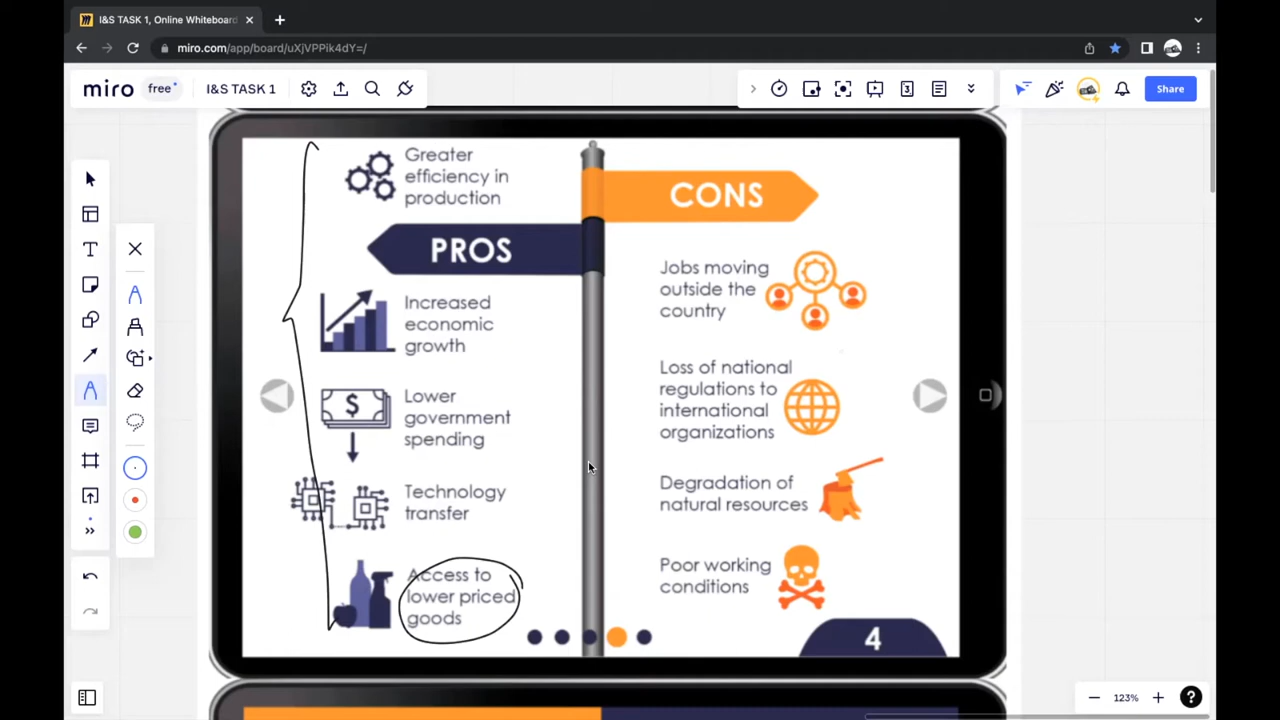 I&S TASK 1, Online Whiteboard
miro.com/app/board/uXjVPPik4dY=/
miro
free
I&S TASK 1
3
Share
Greater
efficiency in
production
PROS
Increased
economic
growth
$
Lower
government
spending
Technology
transfer
Access to
lower priced
goods
CONS
Jobs moving
outside the
country
Loss of national
regulations to
international
organizations
Degradation of
natural resources
Poor working
conditions
4
123%